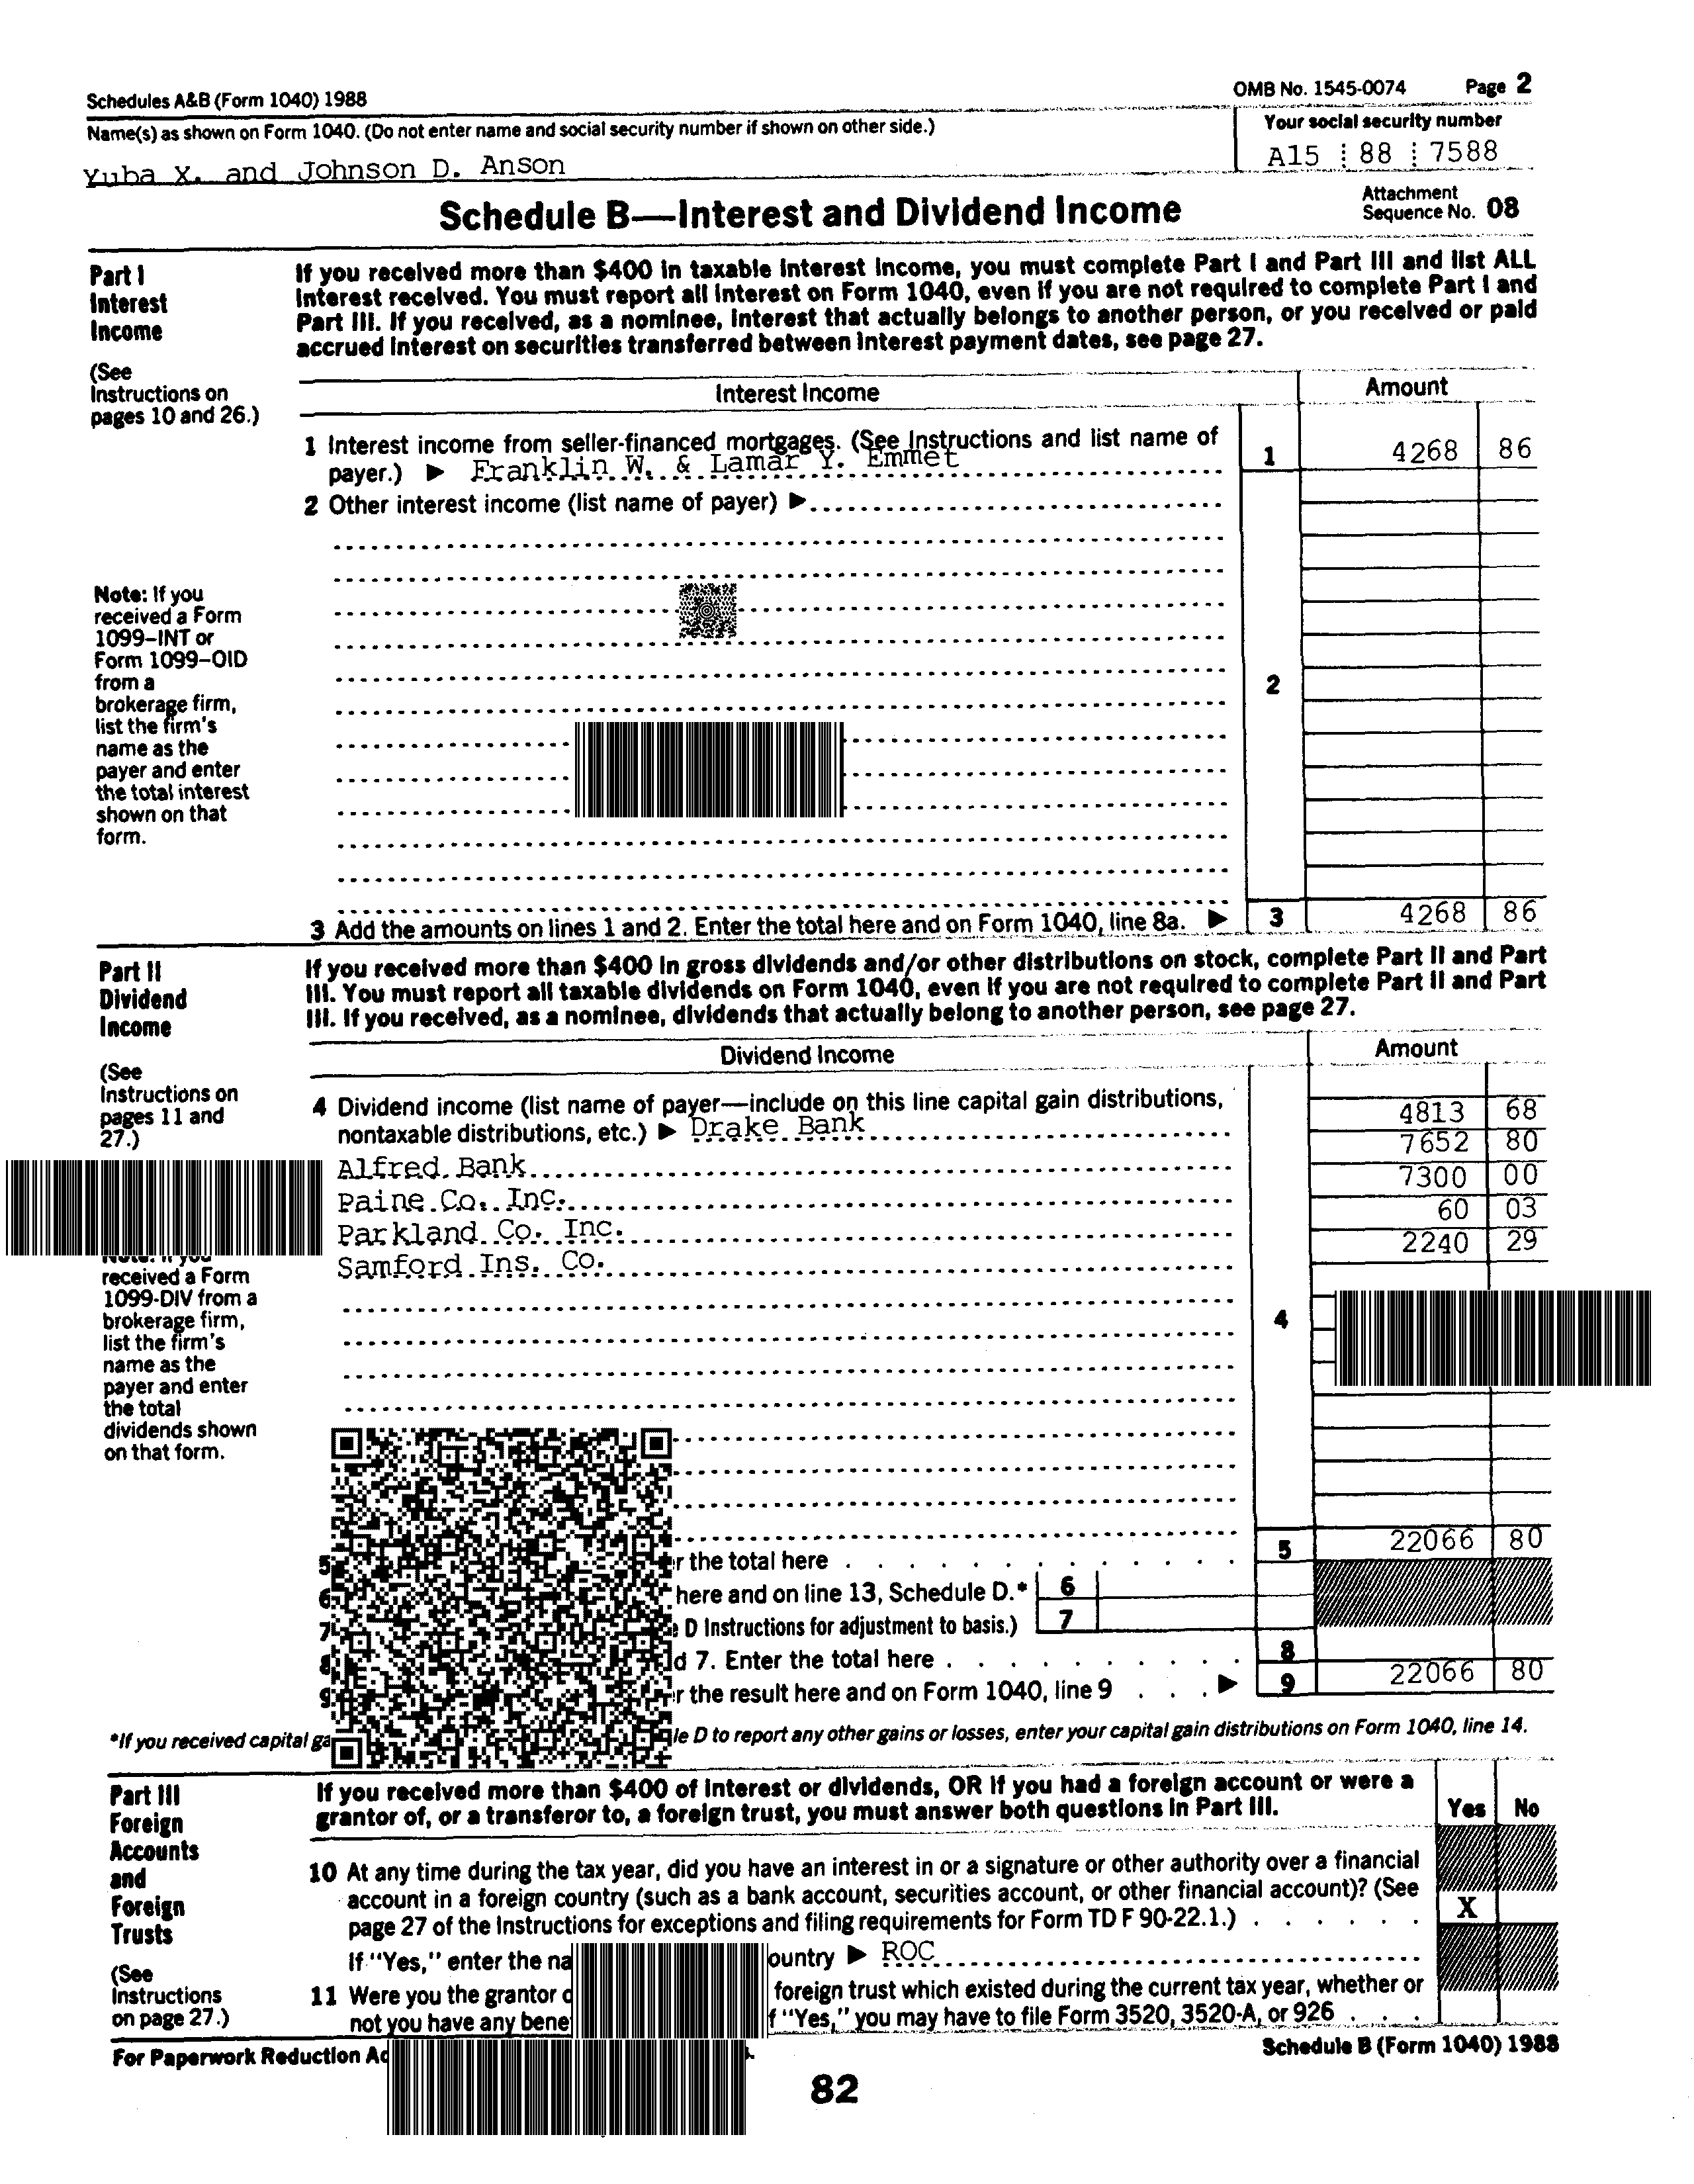 Schedules A&B (Form 1040) 1988
OMB No. 1545-0074 Page 2
Name(s) as shown on Form 1040. (Do not enter name and social security number if shown on other side.)
Your social security number
Yuba X. and Johnson D. Anson
A15 88 7588
Schedule B—Interest and Dividend Income
Attachment
Sequence No. 08
Part I
Interest
Income
(See
Instructions on
pages 10 and 26.)
If you received more than $400 in taxable interest income, you must complete Part I and Part III and list ALL
interest received. You must report all interest on Form 1040, even if you are not required to complete Part I and
Part III. If you received, as a nominee, interest that actually belongs to another person, or you received or paid
accrued interest on securities transferred between interest payment dates, see page 27.
Interest Income
Amount
1 Interest income from seller-financed mortgages. (See Instructions and list name of
payer.) ▶ Franklin W. & Lamar Y. Emmet
1 4268 86
2 Other interest income (list name of payer) ▶
Note: If you
received a Form
1099–INT or
Form 1099–OID
from a
brokerage firm,
list the firm's
name as the
payer and enter
the total interest
shown on that
form.
2
3 Add the amounts on lines 1 and 2. Enter the total here and on Form 1040, line 8a. ▶ 3 4268 86
Part II
Dividend
Income
(See
Instructions on
pages 11 and
27.)
If you received more than $400 in gross dividends and/or other distributions on stock, complete Part II and Part
III. You must report all taxable dividends on Form 1040, even if you are not required to complete Part II and Part
III. If you received, as a nominee, dividends that actually belong to another person, see page 27.
Dividend Income
Amount
4 Dividend income (list name of payer—include on this line capital gain distributions,
nontaxable distributions, etc.) ▶ Drake Bank 4813 68
Alfred Bank 7652 80
Paine Co. Inc. 7300 00
Parkland Co. Inc. 60 03
Samford Ins. Co. 2240 29
Note: If you
received a Form
1099-DIV from a
brokerage firm,
list the firm's
name as the
payer and enter
the total
dividends shown
on that form.
4
5 r the total here 5 22066 80
6 here and on line 13, Schedule D.* 6
7 D Instructions for adjustment to basis.) 7
8 d 7. Enter the total here 8
9 r the result here and on Form 1040, line 9 ▶ 9 22066 80
*If you received capital ga le D to report any other gains or losses, enter your capital gain distributions on Form 1040, line 14.
Part III
Foreign
Accounts
and
Foreign
Trusts
(See
Instructions
on page 27.)
If you received more than $400 of interest or dividends, OR if you had a foreign account or were a
grantor of, or a transferor to, a foreign trust, you must answer both questions in Part III.
Yes No
10 At any time during the tax year, did you have an interest in or a signature or other authority over a financial
account in a foreign country (such as a bank account, securities account, or other financial account)? (See
page 27 of the Instructions for exceptions and filing requirements for Form TD F 90-22.1.) X
If "Yes," enter the na ountry ▶ ROC
11 Were you the grantor o foreign trust which existed during the current tax year, whether or
not you have any bene f "Yes," you may have to file Form 3520, 3520-A, or 926
For Paperwork Reduction Ac
Schedule B (Form 1040) 1988
82